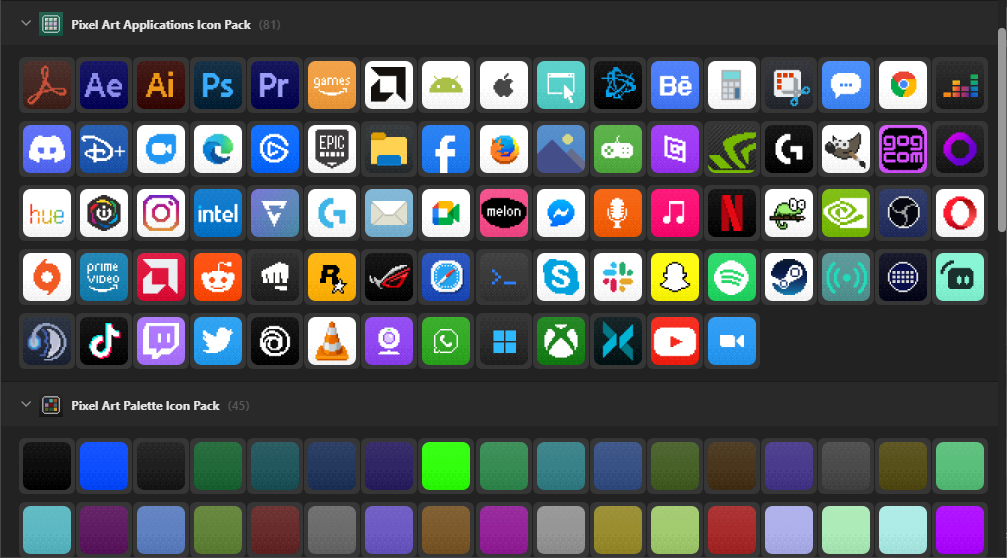 Pixel Art Applications Icon Pack (81)
Ae Ai Ps Pr games Bē
D+ EPIC GAMES gog com
hue intel melon
prime video R
Pixel Art Palette Icon Pack (45)